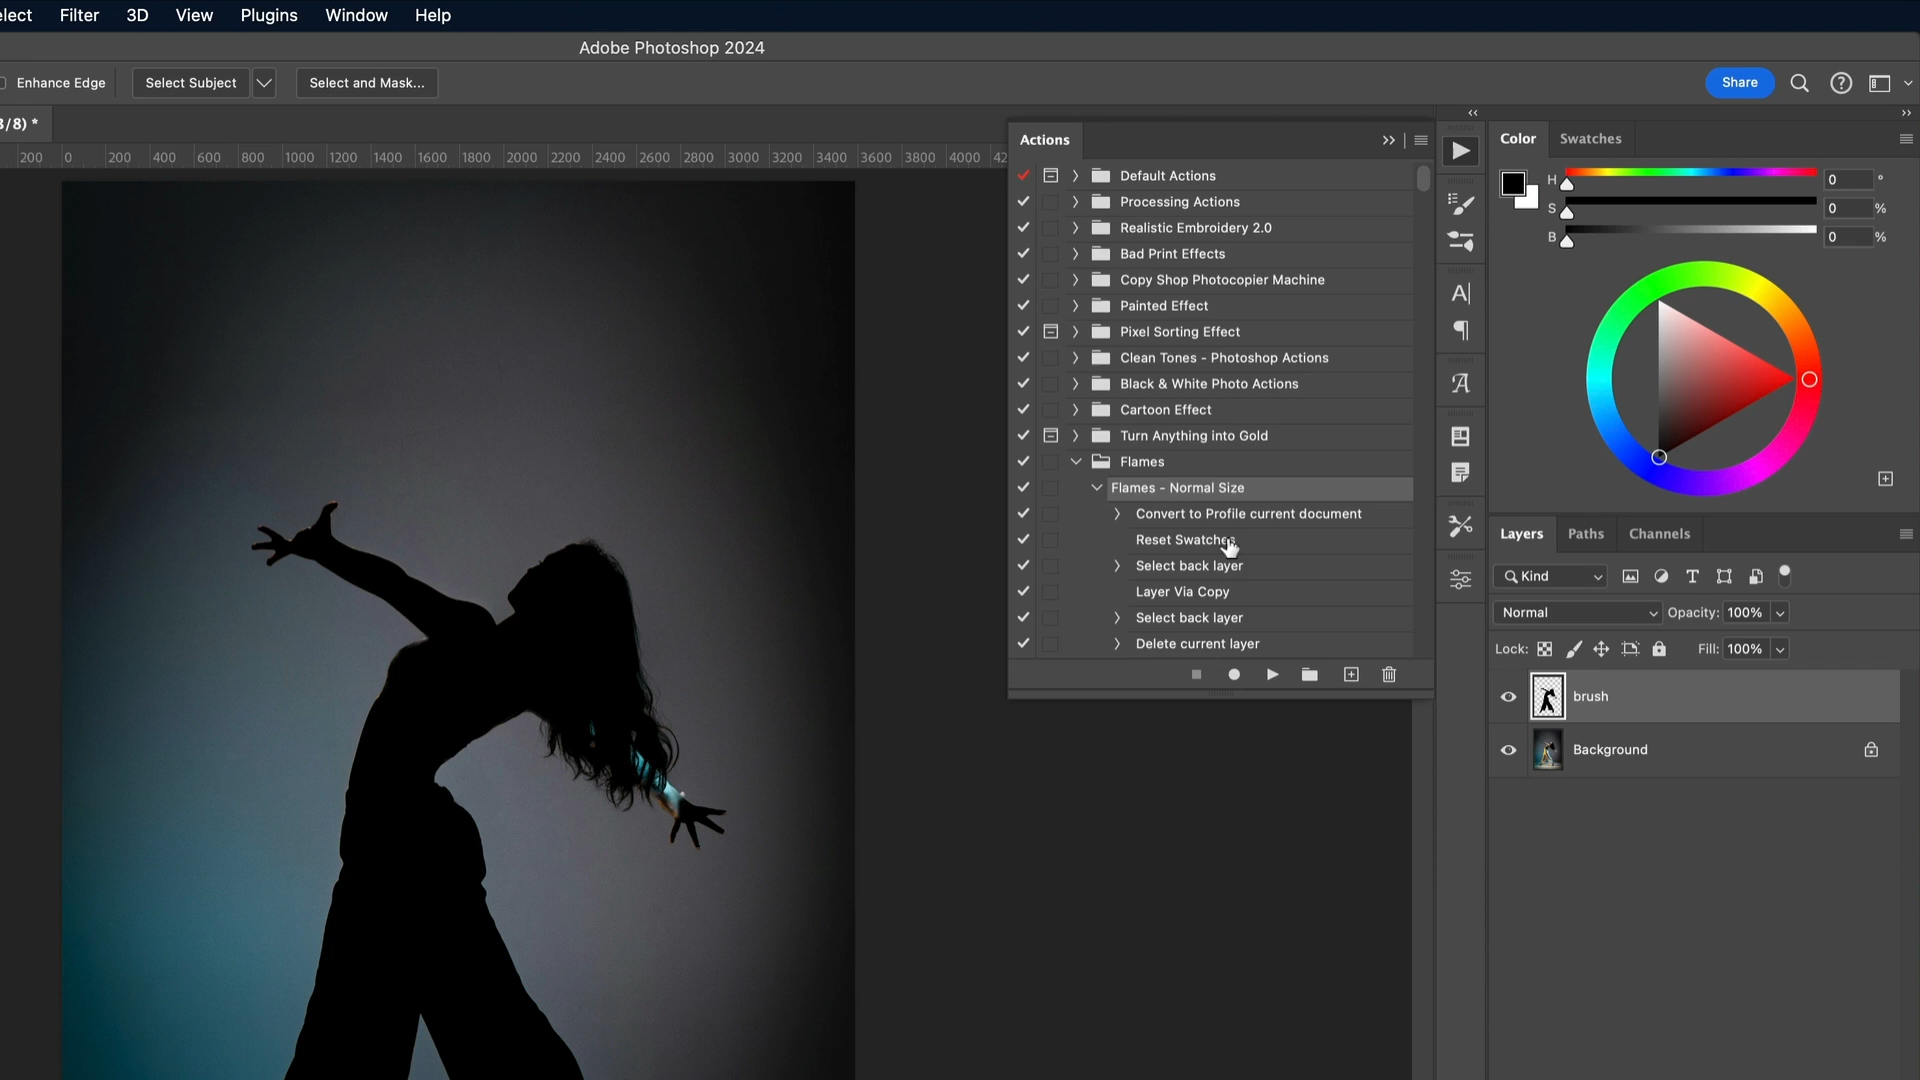 elect Filter 3D View Plugins Window Help
Adobe Photoshop 2024
Enhance Edge Select Subject Select and Mask... Share
3/8) *
200 0 200 400 600 800 1000 1200 1400 1600 1800 2000 2200 2400 2600 2800 3000 3200 3400 3600 3800 4000 42
Actions
Default Actions
Processing Actions
Realistic Embroidery 2.0
Bad Print Effects
Copy Shop Photocopier Machine
Painted Effect
Pixel Sorting Effect
Clean Tones - Photoshop Actions
Black & White Photo Actions
Cartoon Effect
Turn Anything into Gold
Flames
Flames - Normal Size
Convert to Profile current document
Reset Swatches
Select back layer
Layer Via Copy
Select back layer
Delete current layer
Color Swatches
H 0 °
S 0 %
B 0 %
Layers Paths Channels
Kind
Normal Opacity: 100%
Lock: Fill: 100%
brush
Background